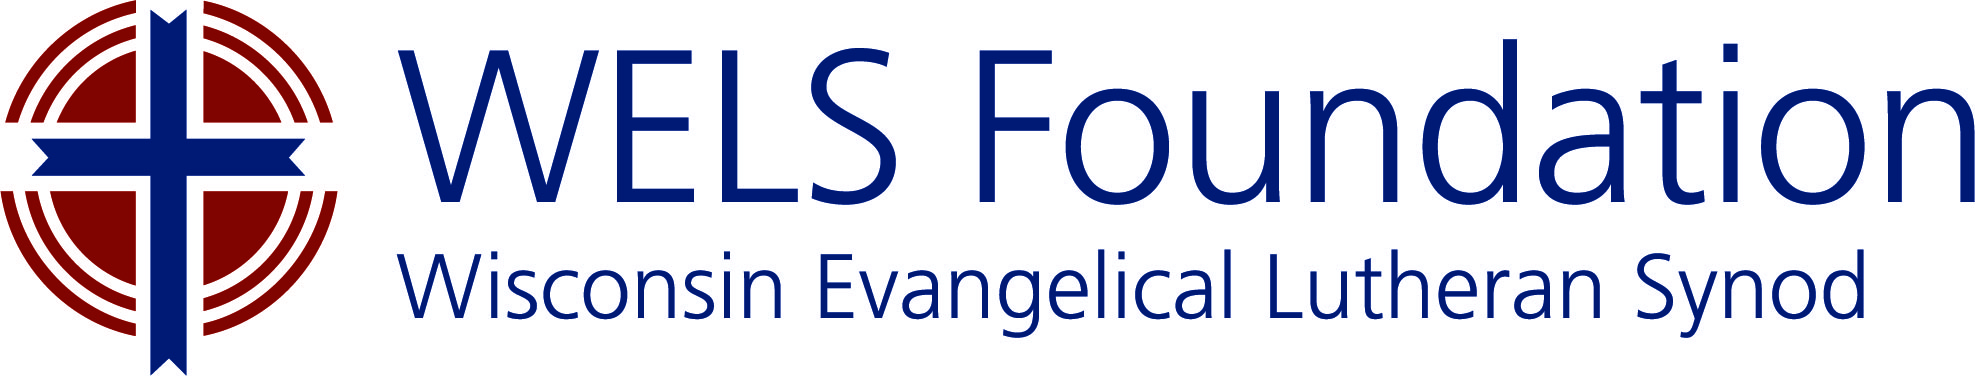 WELS Foundation
Wisconsin Evangelical Lutheran Synod